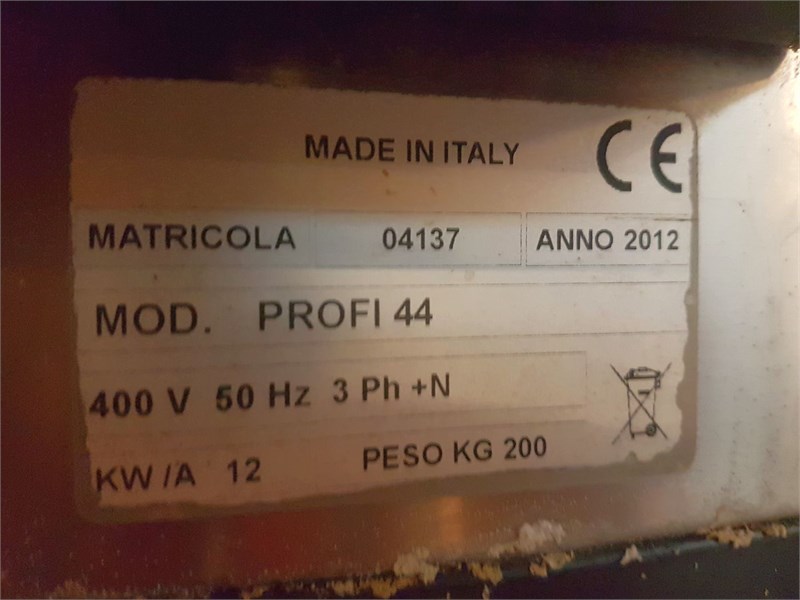 MADE IN ITALY CE
MATRICOLA 04137 ANNO 2012
MOD. PROFI 44
400 V 50 Hz 3 Ph +N
KW /A 12 PESO KG 200